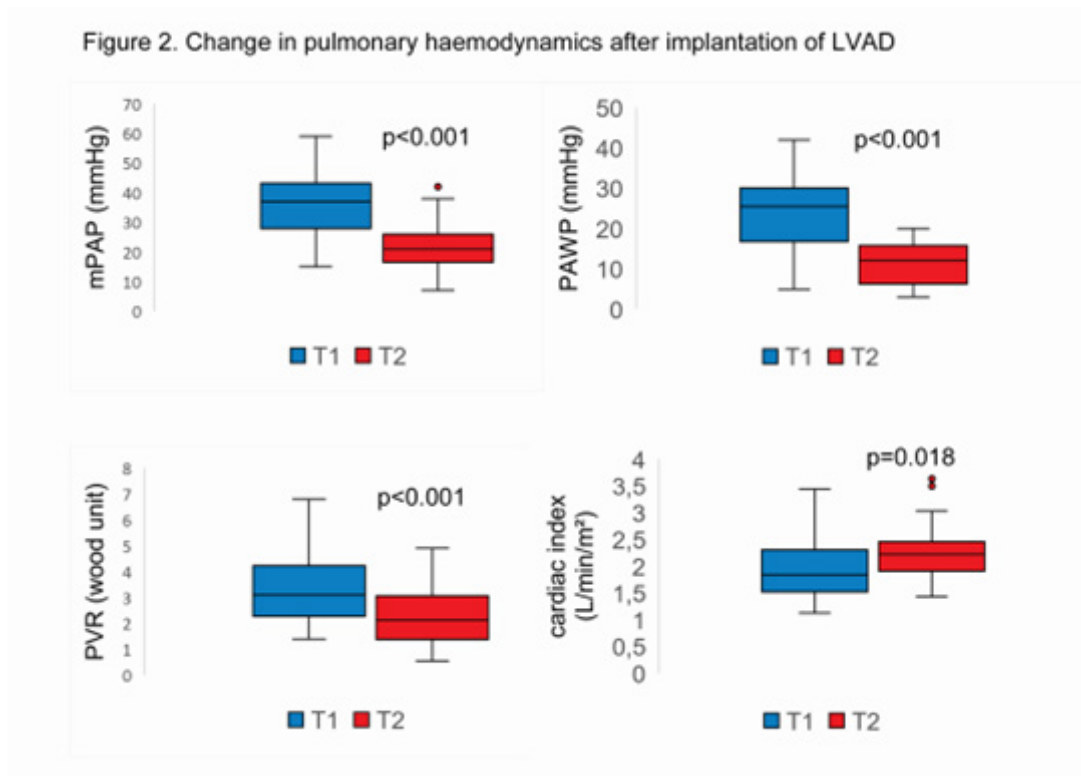 Figure 2. Change in pulmonary haemodynamics after implantation of LVAD
mPAP (mmHg)
70
60
50
40
30
20
10
0
p<0.001
T1 T2
PAWP (mmHg)
50
40
30
20
10
0
p<0.001
T1 T2
PVR (wood unit)
8
7
6
5
4
3
2
1
0
p<0.001
T1 T2
cardiac index
(L/min/m²)
4
3,5
3
2,5
2
1,5
1
0,5
0
p=0.018
T1 T2